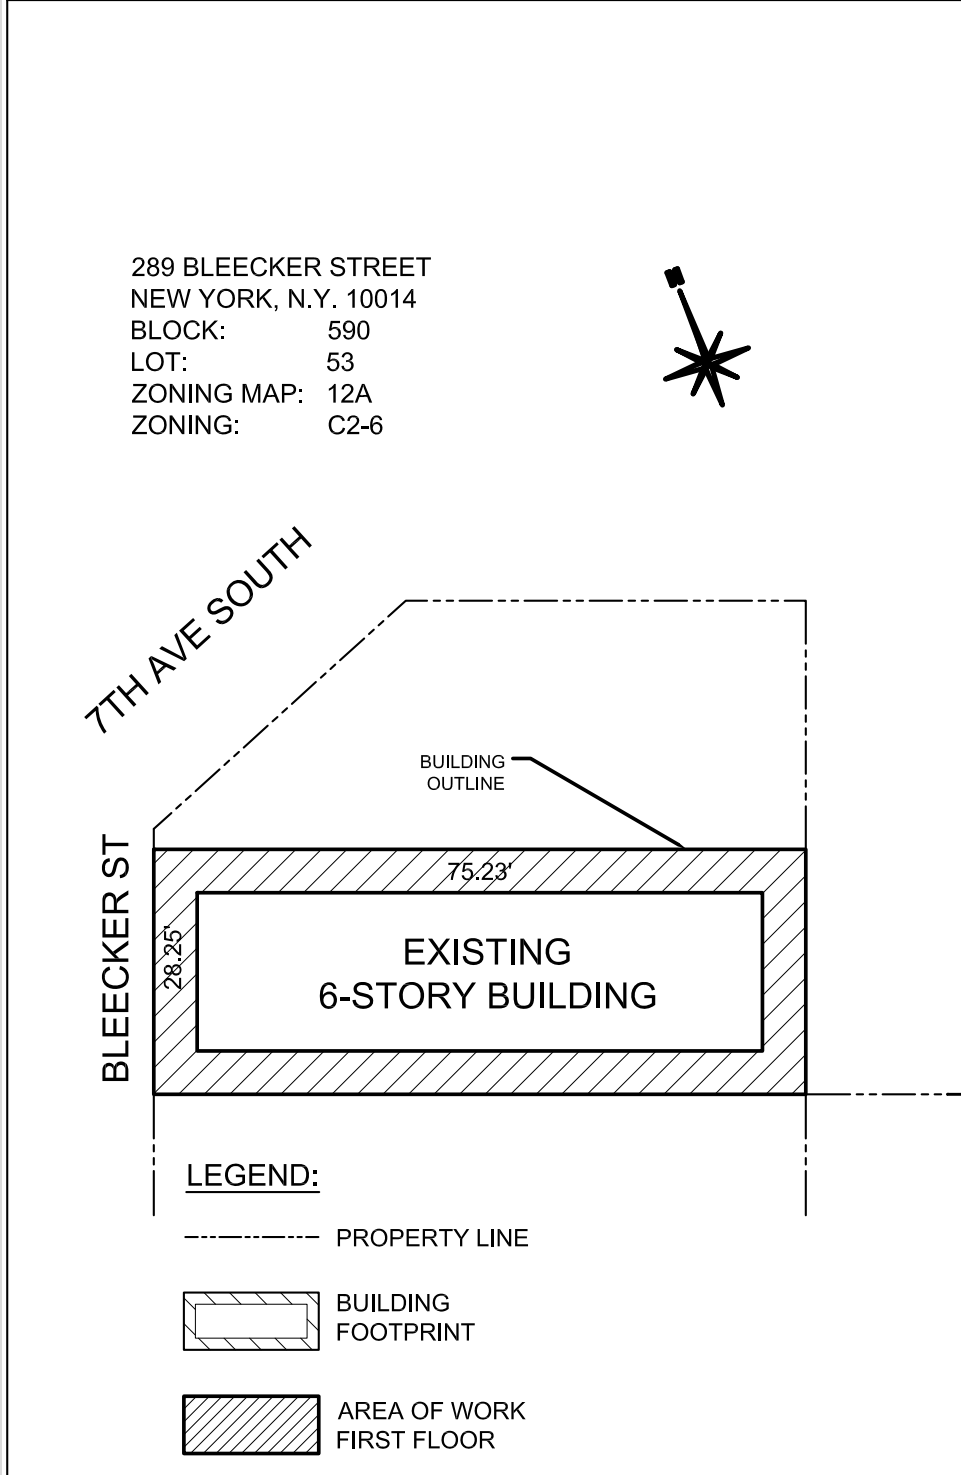 289 BLEECKER STREET
NEW YORK, N.Y. 10014
BLOCK: 590
LOT: 53
ZONING MAP: 12A
ZONING: C2-6
7TH AVE SOUTH
BUILDING
OUTLINE
BLEECKER ST
75.23'
28.25'
EXISTING
6-STORY BUILDING
LEGEND:
PROPERTY LINE
BUILDING
FOOTPRINT
AREA OF WORK
FIRST FLOOR